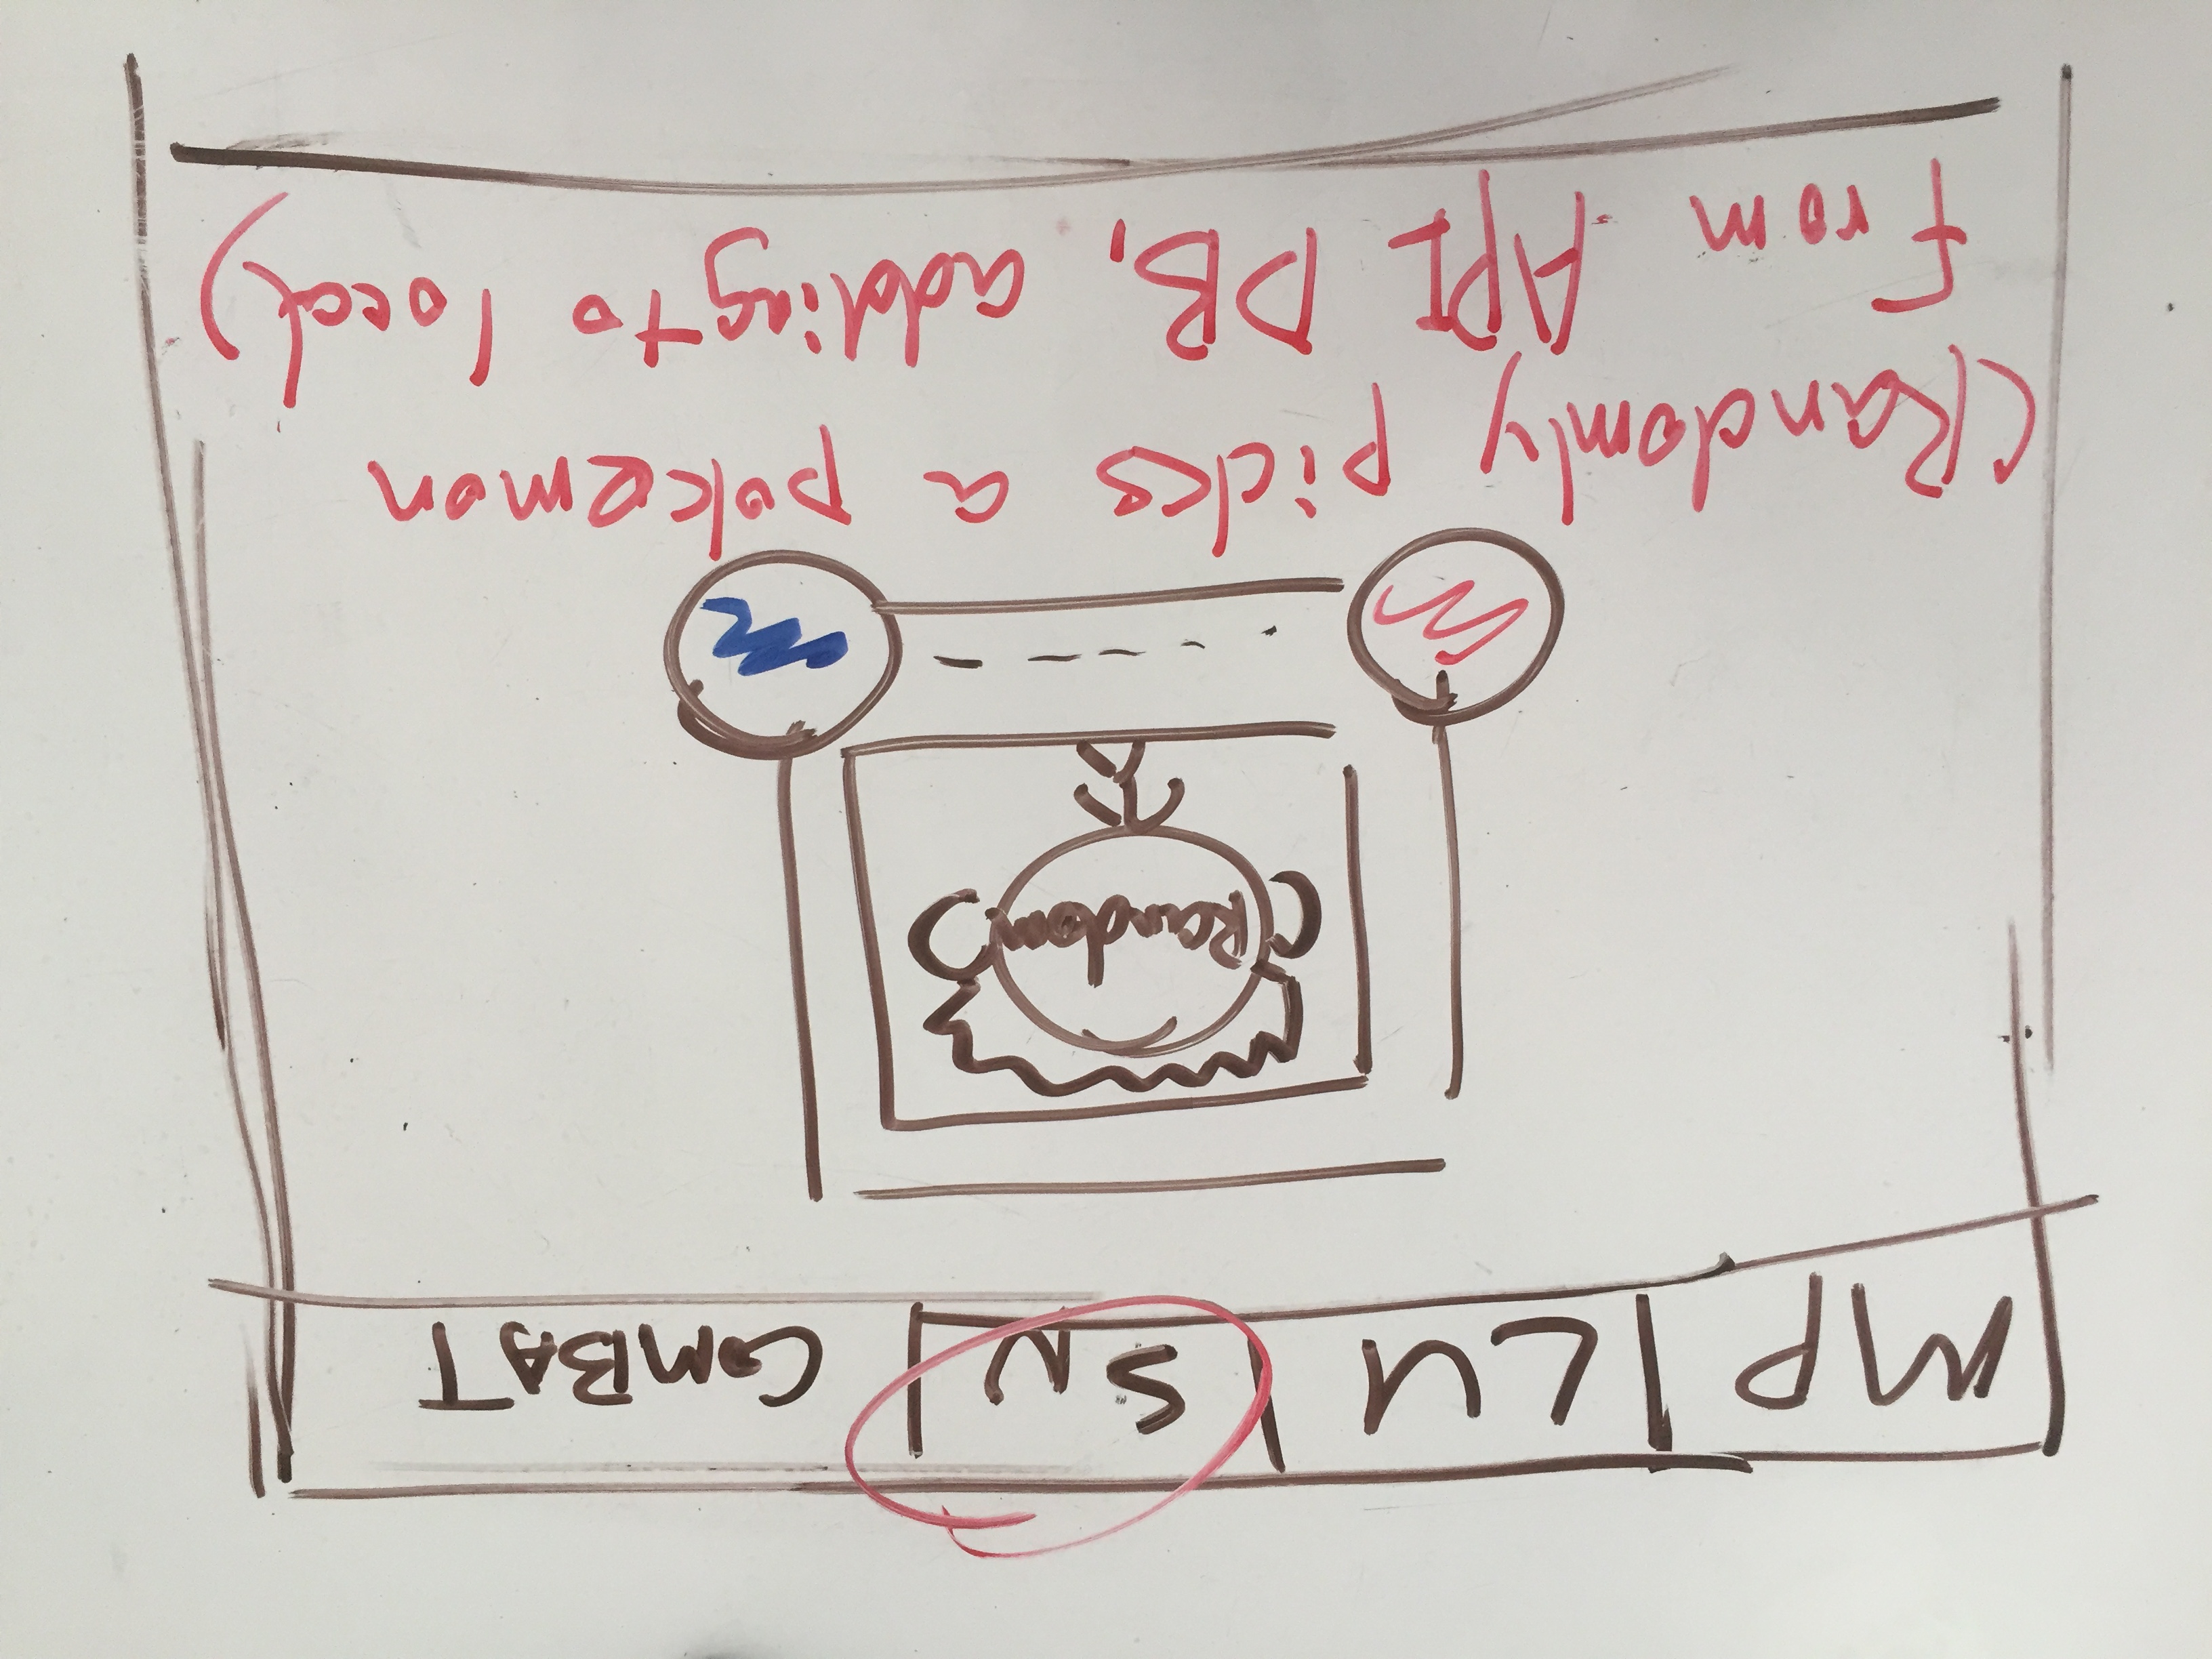 MP LU SN COMBAT
Random
(Randomly picks a pokemon
From API DB, adding to local)